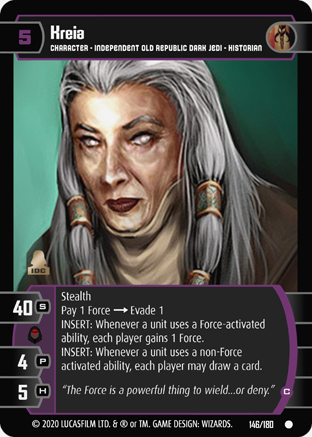 5 Kreia
CHARACTER • INDEPENDENT OLD REPUBLIC DARK JEDI • HISTORIAN
IDC
40 S
Stealth
Pay 1 Force → Evade 1
INSERT: Whenever a unit uses a Force-activated
ability, each player gains 1 Force.
4 P
INSERT: Whenever a unit uses a non-Force
activated ability, each player may draw a card.
5 H
“The Force is a powerful thing to wield...or deny.” C
© 2020 LUCASFILM LTD. & ® or TM. GAME DESIGN: WIZARDS. 146/180